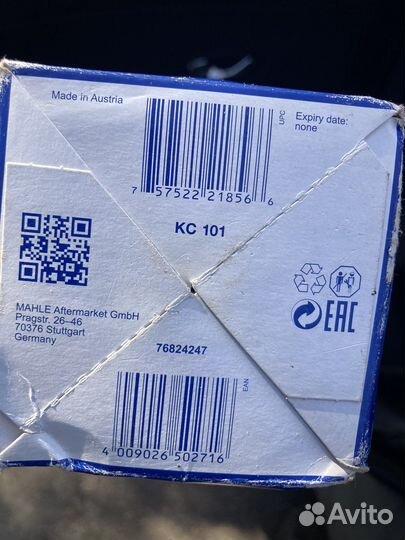 Made in Austria
UPC
Expiry date:
none
7 57522 21856 6
KC 101
MAHLE Aftermarket GmbH
Pragstr. 26–46
70376 Stuttgart
Germany
EAC
76824247
EAN
4 009026 502716
Avito